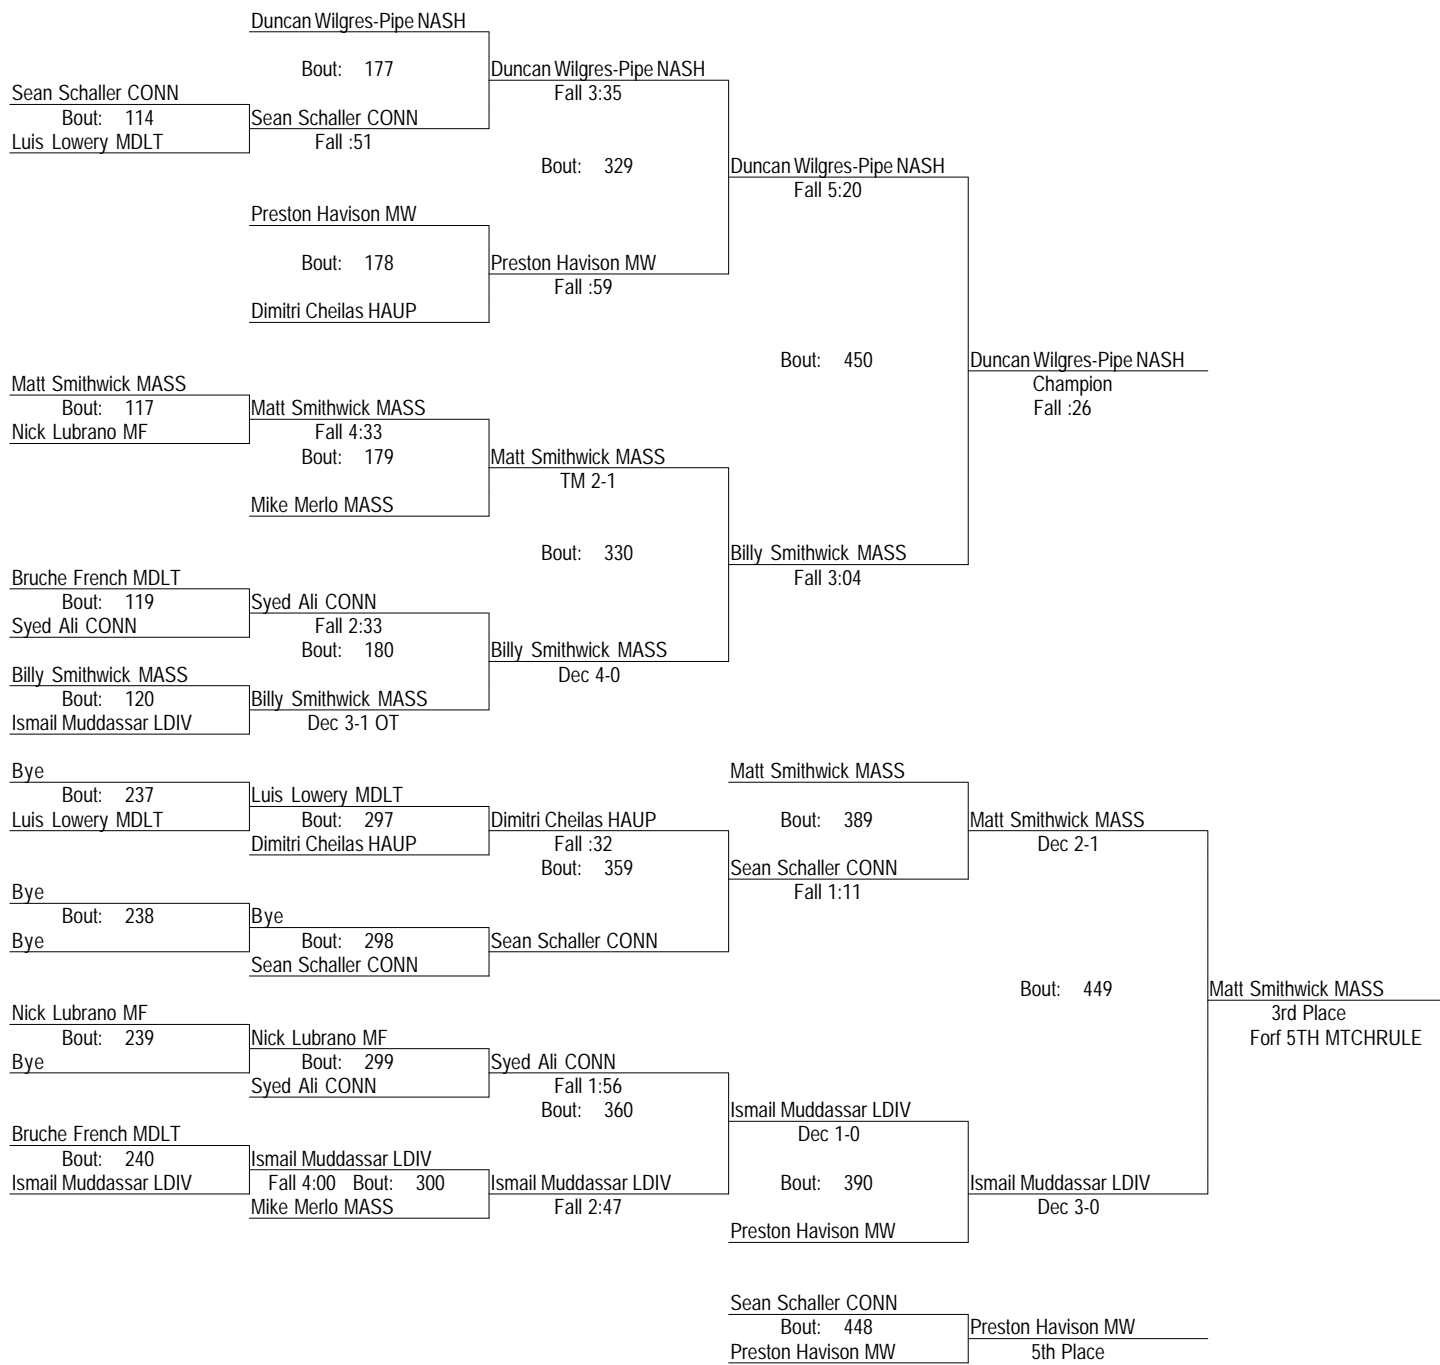 Duncan Wilgres-Pipe NASH
Bout: 177
Duncan Wilgres-Pipe NASH
Sean Schaller CONN
Fall 3:35
Bout: 114
Sean Schaller CONN
Luis Lowery MDLT
Fall :51
Bout: 329
Duncan Wilgres-Pipe NASH
Fall 5:20
Preston Havison MW
Bout: 178
Preston Havison MW
Fall :59
Dimitri Cheilas HAUP
Bout: 450
Duncan Wilgres-Pipe NASH
Champion
Fall :26
Matt Smithwick MASS
Bout: 117
Matt Smithwick MASS
Nick Lubrano MF
Fall 4:33
Bout: 179
Matt Smithwick MASS
TM 2-1
Mike Merlo MASS
Bout: 330
Billy Smithwick MASS
Fall 3:04
Bruche French MDLT
Bout: 119
Syed Ali CONN
Syed Ali CONN
Fall 2:33
Bout: 180
Billy Smithwick MASS
Dec 4-0
Billy Smithwick MASS
Bout: 120
Billy Smithwick MASS
Ismail Muddassar LDIV
Dec 3-1 OT
Bye
Matt Smithwick MASS
Bout: 237
Luis Lowery MDLT
Luis Lowery MDLT
Bout: 297
Dimitri Cheilas HAUP
Bout: 389
Matt Smithwick MASS
Dimitri Cheilas HAUP
Fall :32
Dec 2-1
Bout: 359
Sean Schaller CONN
Fall 1:11
Bye
Bout: 238
Bye
Bye
Bout: 298
Sean Schaller CONN
Sean Schaller CONN
Bout: 449
Matt Smithwick MASS
3rd Place
Forf 5TH MTCHRULE
Nick Lubrano MF
Bout: 239
Nick Lubrano MF
Bye
Bout: 299
Syed Ali CONN
Syed Ali CONN
Fall 1:56
Bout: 360
Ismail Muddassar LDIV
Dec 1-0
Bruche French MDLT
Bout: 240
Ismail Muddassar LDIV
Ismail Muddassar LDIV
Fall 4:00 Bout: 300
Ismail Muddassar LDIV
Bout: 390
Ismail Muddassar LDIV
Mike Merlo MASS
Fall 2:47
Dec 3-0
Preston Havison MW
Sean Schaller CONN
Bout: 448
Preston Havison MW
Preston Havison MW
5th Place